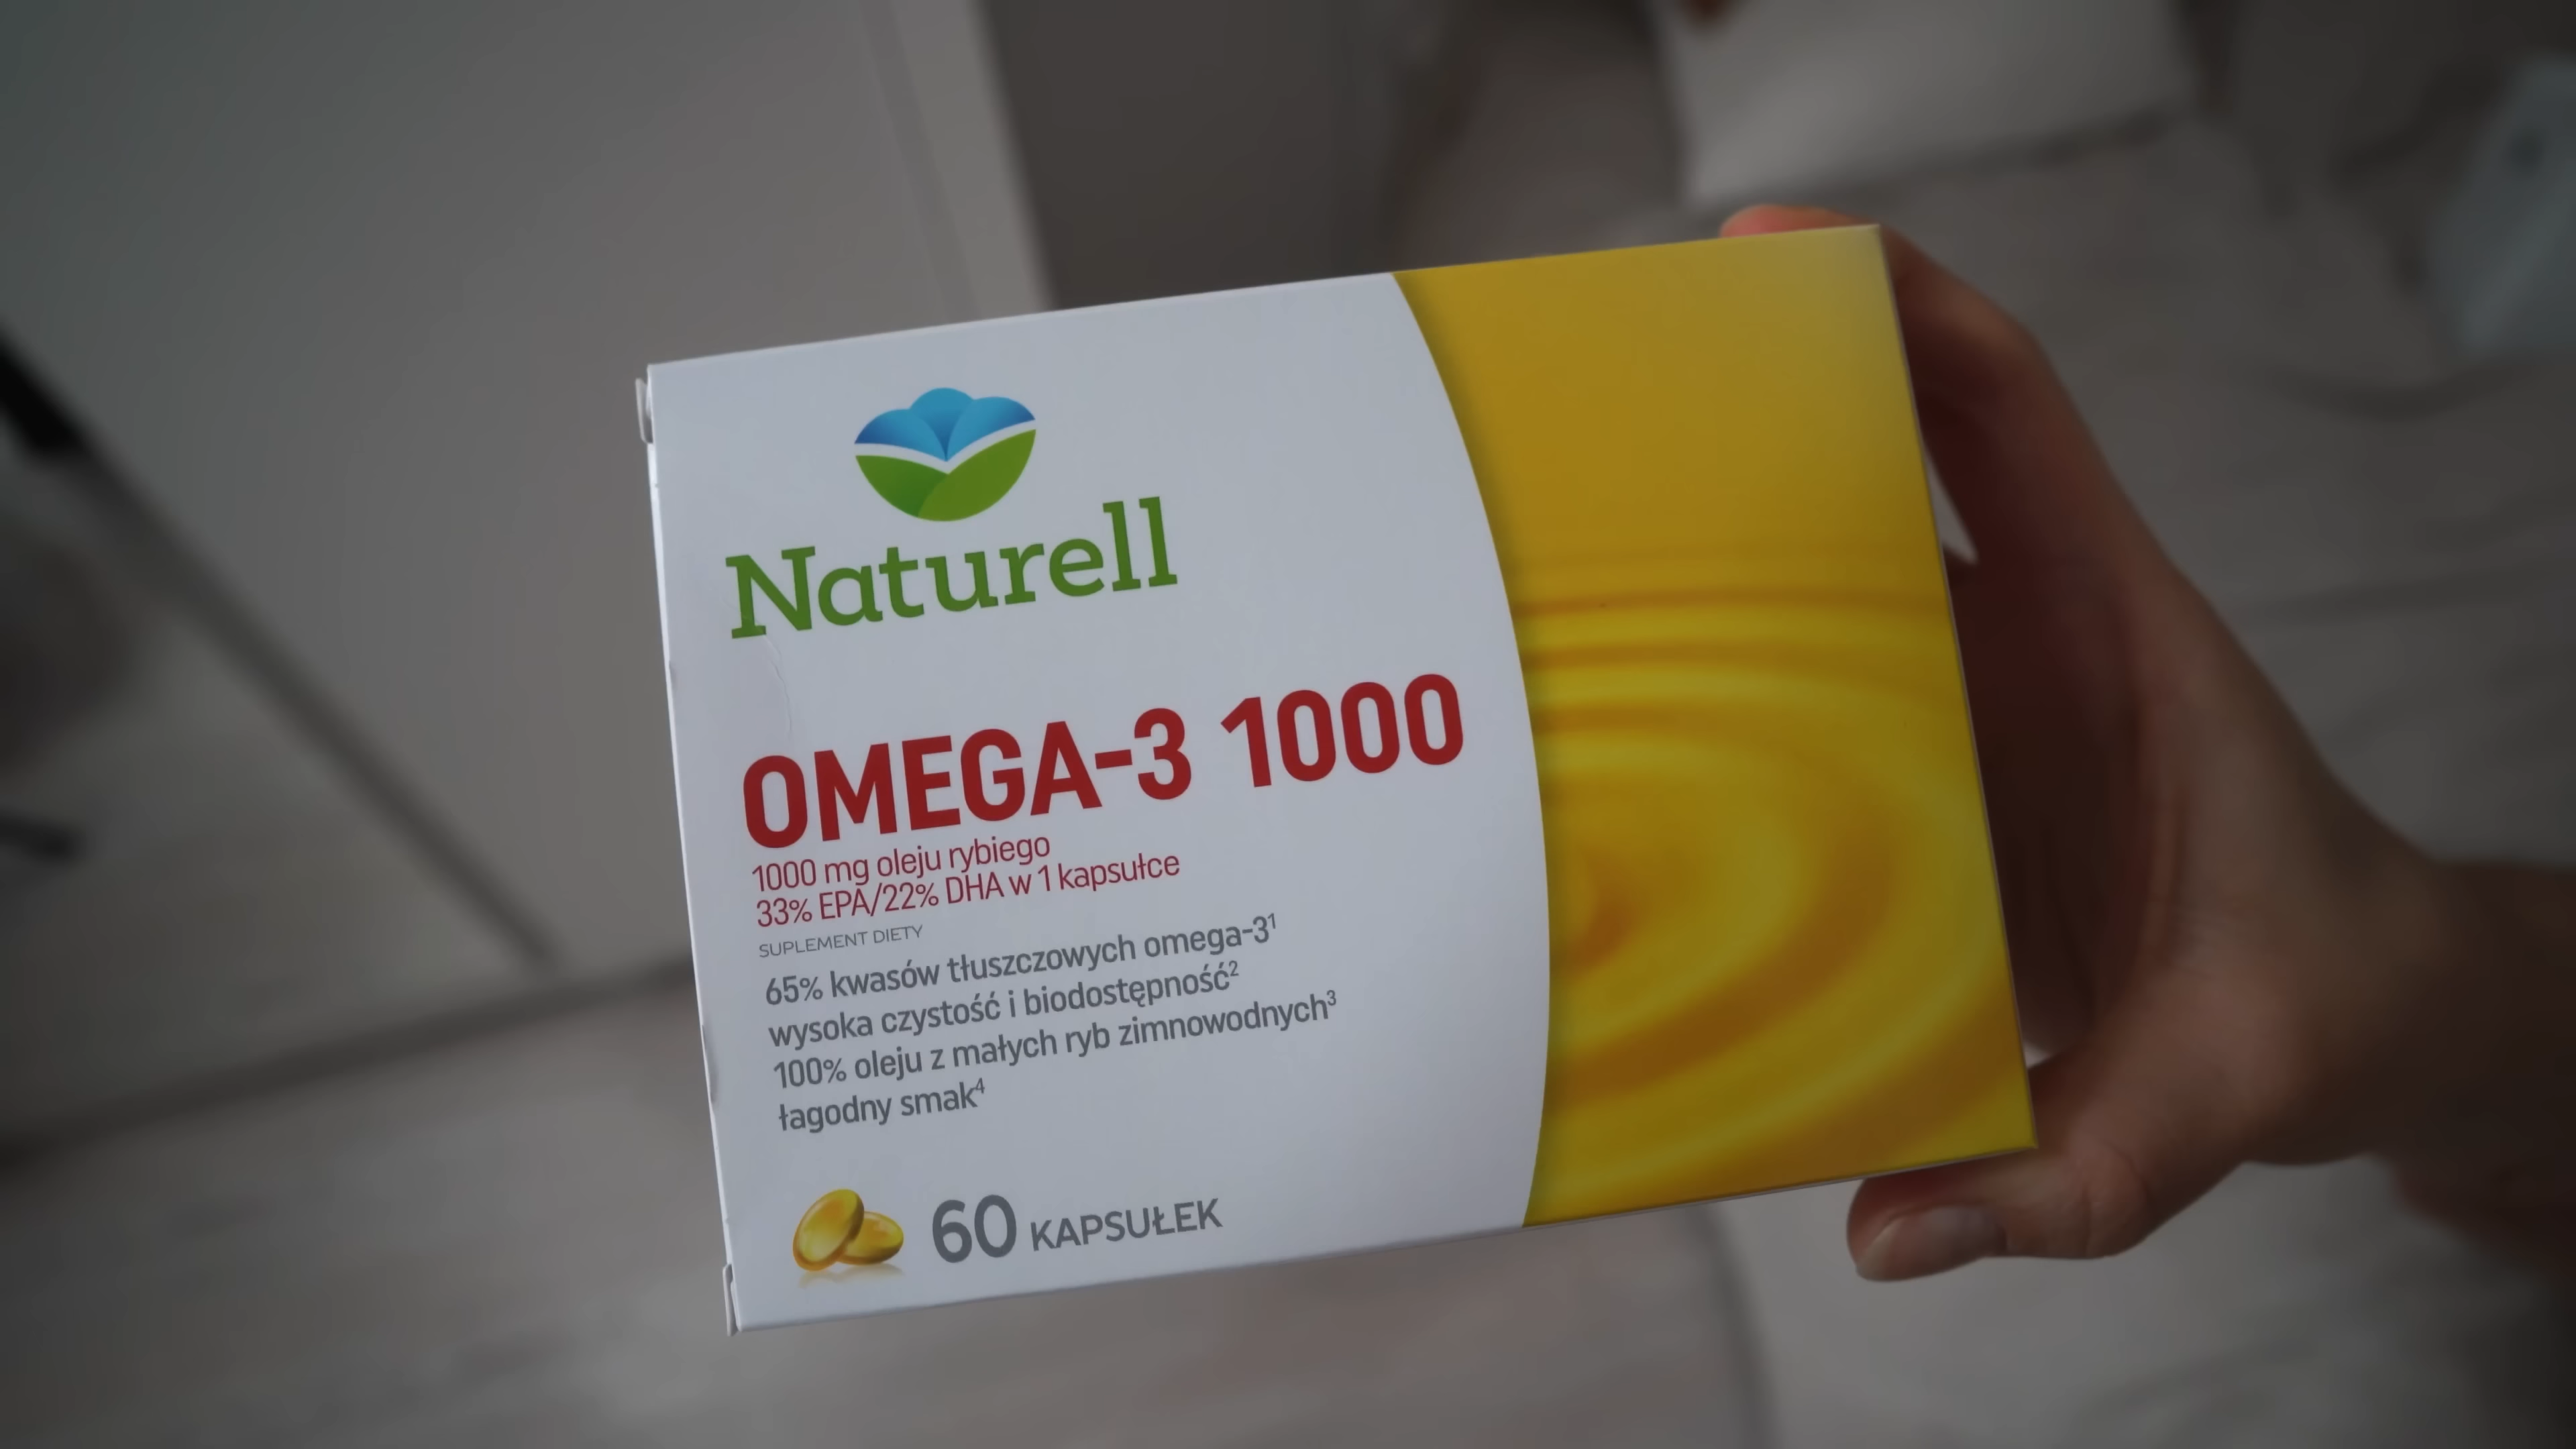 Naturell
OMEGA-3 1000
1000 mg oleju rybiego
33% EPA/22% DHA w 1 kapsułce
SUPLEMENT DIETY
65% kwasów tłuszczowych omega-3¹
wysoka czystość i biodostępność²
100% oleju z małych ryb zimnowodnych³
łagodny smak⁴
60 KAPSUŁEK